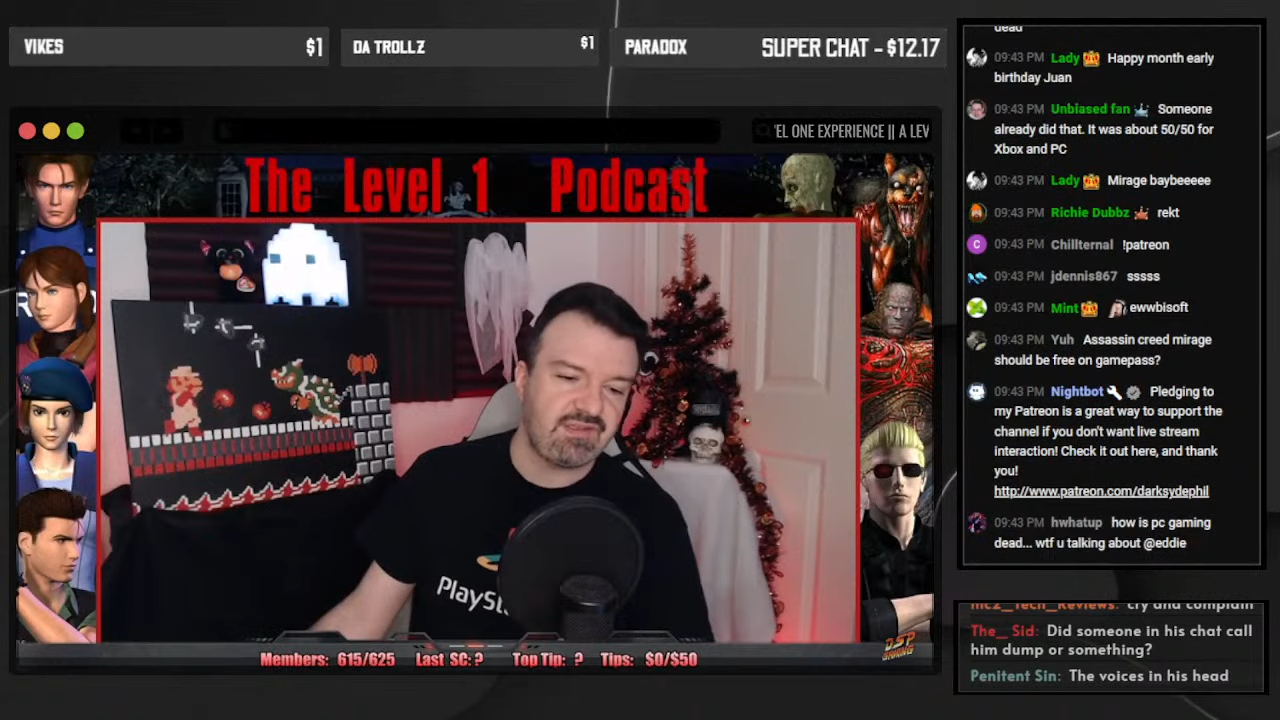 VIKES $1 DA TROLLZ $1 PARADOX SUPER CHAT - $12.17
'EL ONE EXPERIENCE || A LEV
The Level 1 Podcast
PlaySt
Members: 615/625 Last SC: ? Top Tip: ? Tips: $0/$50
DSP
GAMING
dead
09:43 PM Lady Happy month early
birthday Juan
09:43 PM Unbiased fan Someone
already did that. It was about 50/50 for
Xbox and PC
09:43 PM Lady Mirage baybeeeee
09:43 PM Richie Dubbz rekt
C 09:43 PM Chillternal !patreon
09:43 PM jdennis867 sssss
09:43 PM Mint ewwbisoft
09:43 PM Yuh Assassin creed mirage
should be free on gamepass?
09:43 PM Nightbot Pledging to
my Patreon is a great way to support the
channel if you don't want live stream
interaction! Check it out here, and thank
you!
http://www.patreon.com/darksydephil
09:43 PM hwhatup how is pc gaming
dead... wtf u talking about @eddie
mc2_Tech_Reviews: cry and complain
The_ Sid: Did someone in his chat call
him dump or something?
Penitent Sin: The voices in his head